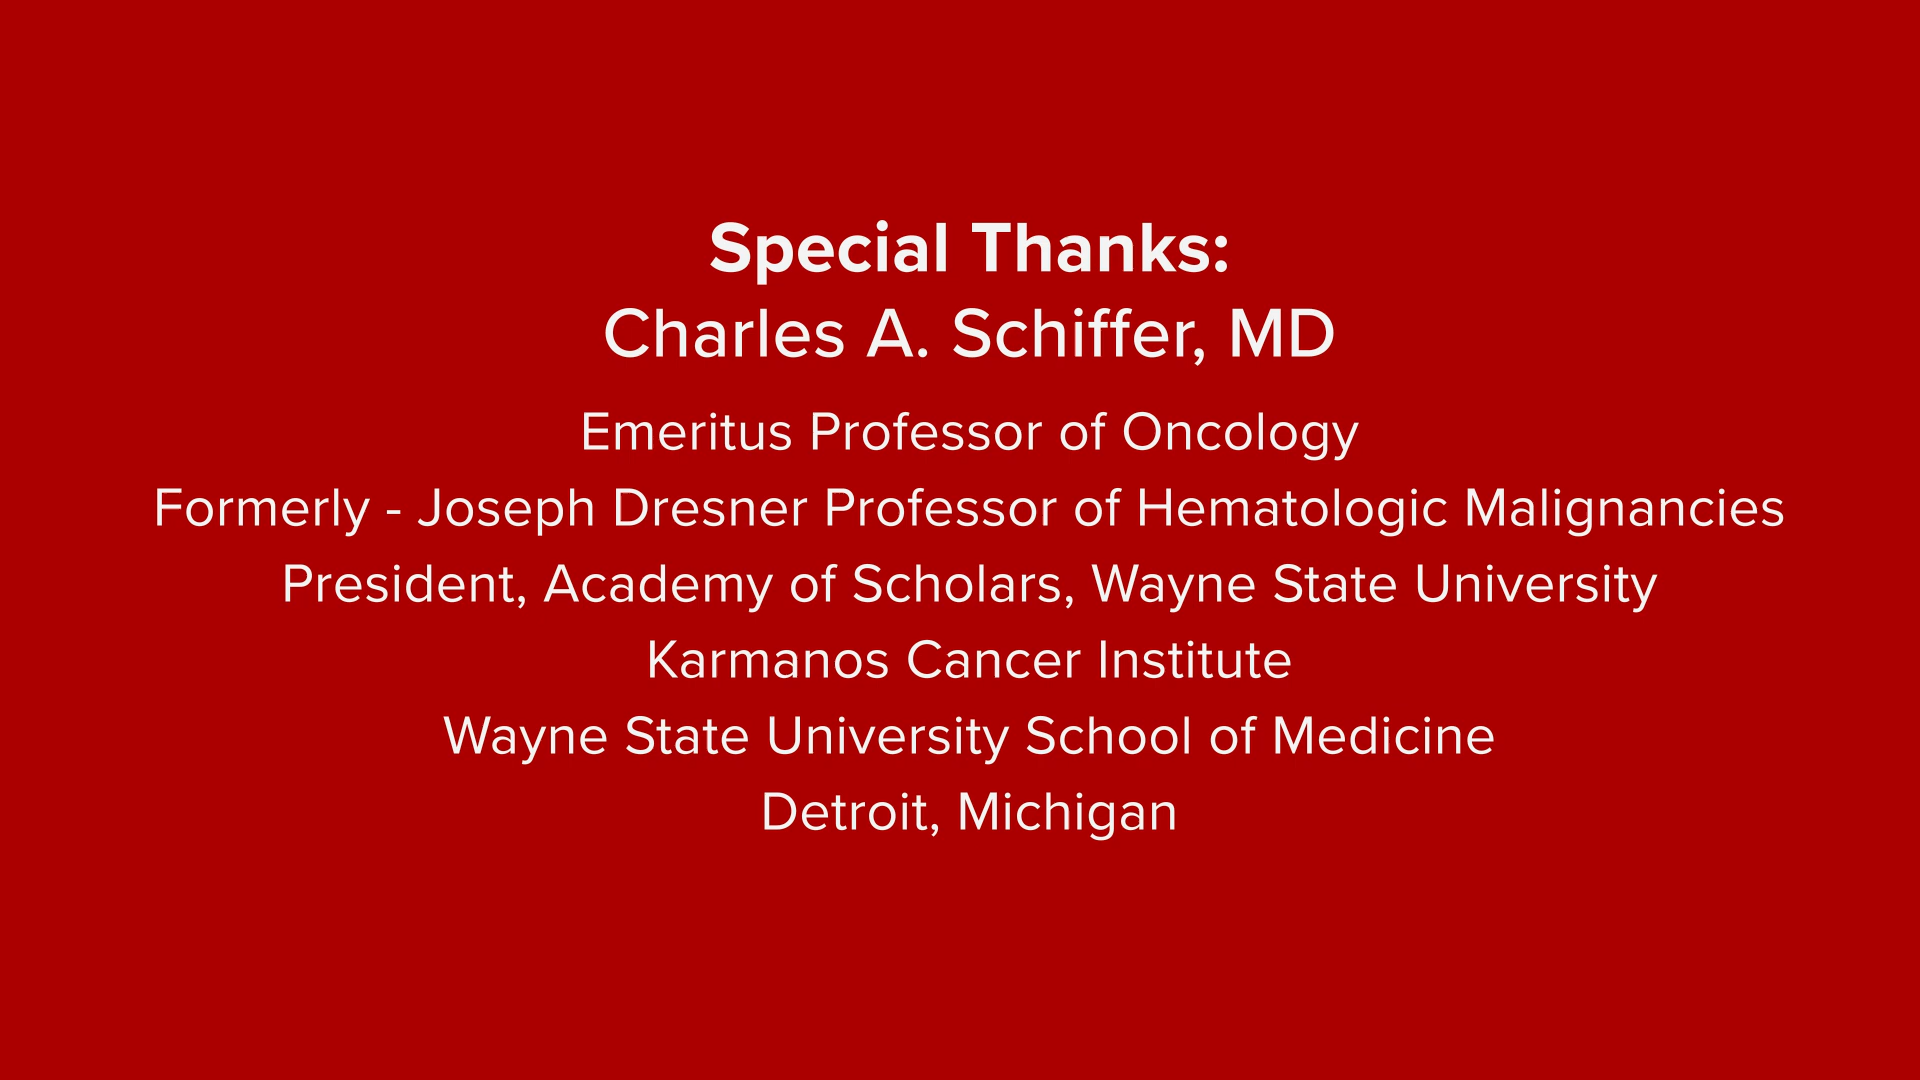 Special Thanks:
Charles A. Schiffer, MD
Emeritus Professor of Oncology
Formerly - Joseph Dresner Professor of Hematologic Malignancies
President, Academy of Scholars, Wayne State University
Karmanos Cancer Institute
Wayne State University School of Medicine
Detroit, Michigan